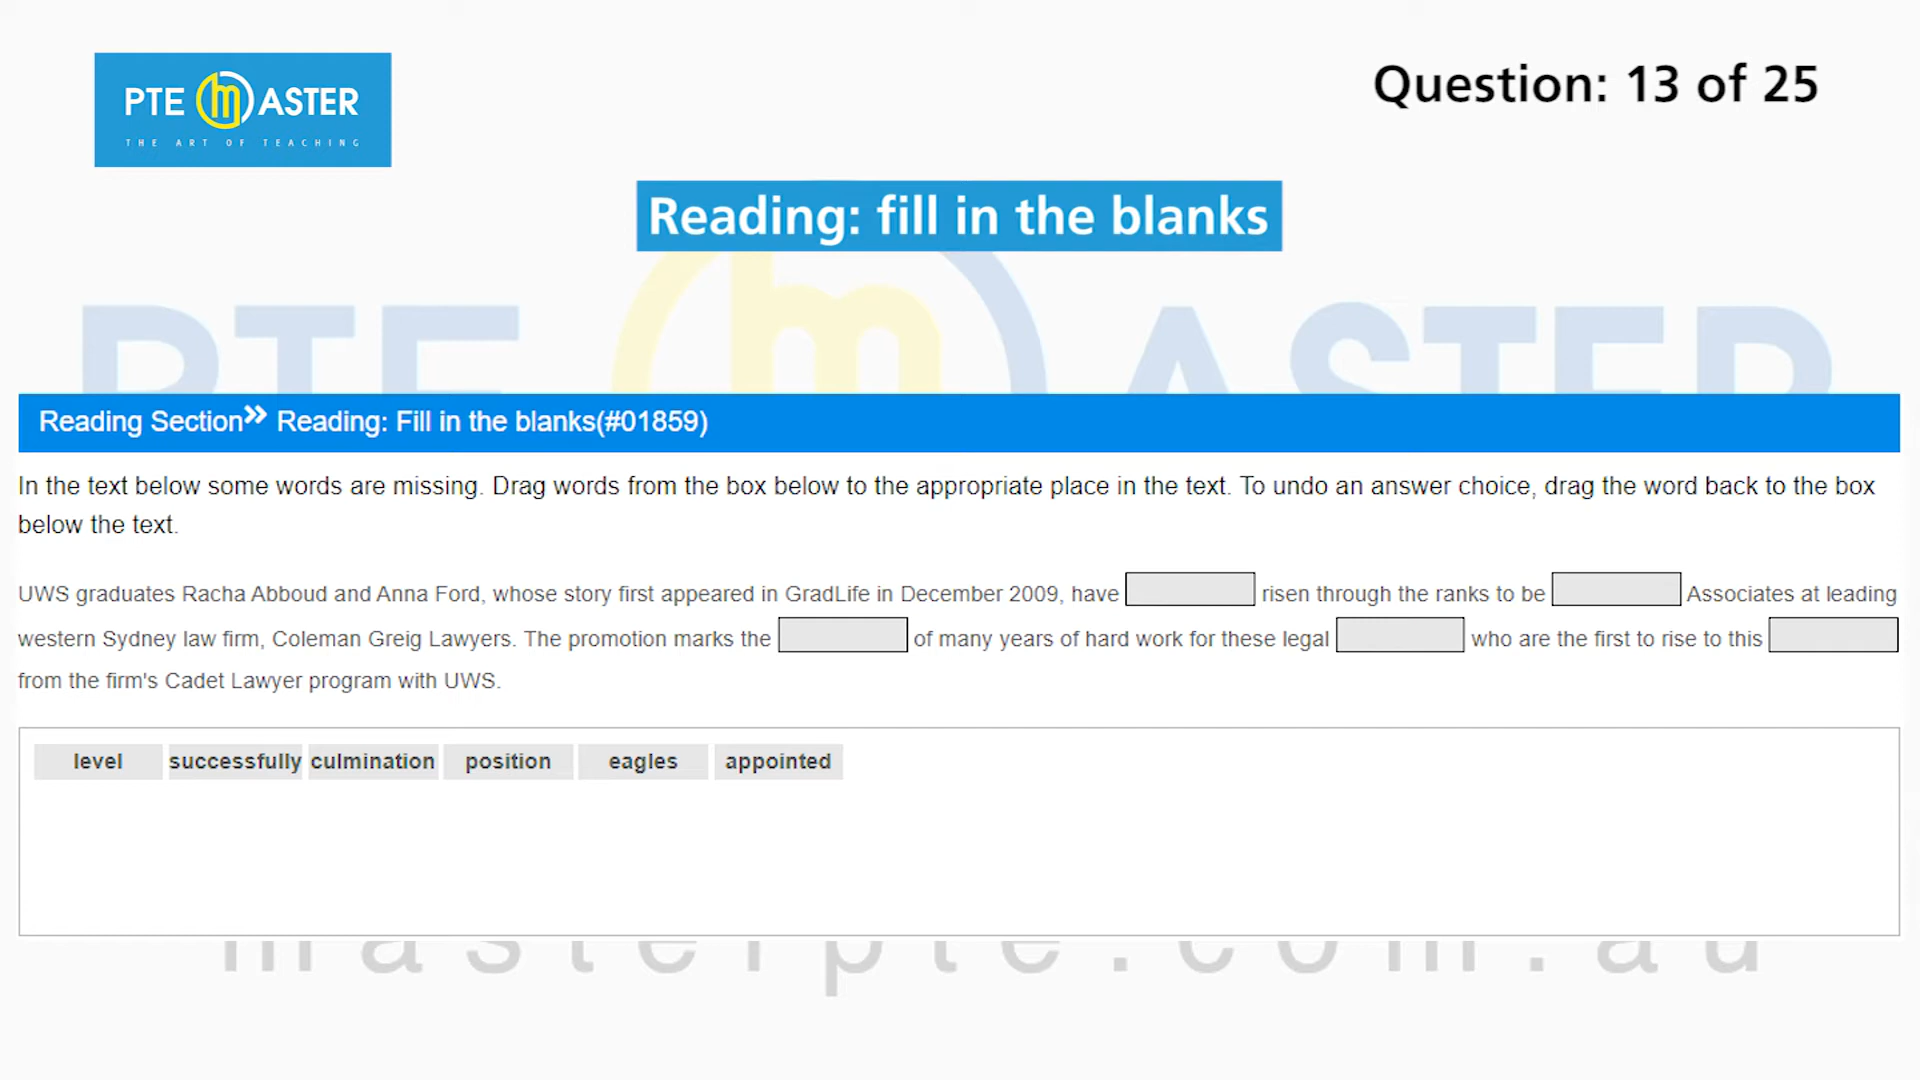 PTE MASTER
THE ART OF TEACHING
Question: 13 of 25
Reading: fill in the blanks
PTE MASTER
Reading Section» Reading: Fill in the blanks(#01859)
In the text below some words are missing. Drag words from the box below to the appropriate place in the text. To undo an answer choice, drag the word back to the box
below the text.
UWS graduates Racha Abboud and Anna Ford, whose story first appeared in GradLife in December 2009, have risen through the ranks to be Associates at leading
western Sydney law firm, Coleman Greig Lawyers. The promotion marks the of many years of hard work for these legal who are the first to rise to this
from the firm's Cadet Lawyer program with UWS.
level successfully culmination position eagles appointed
masterpte.com.au